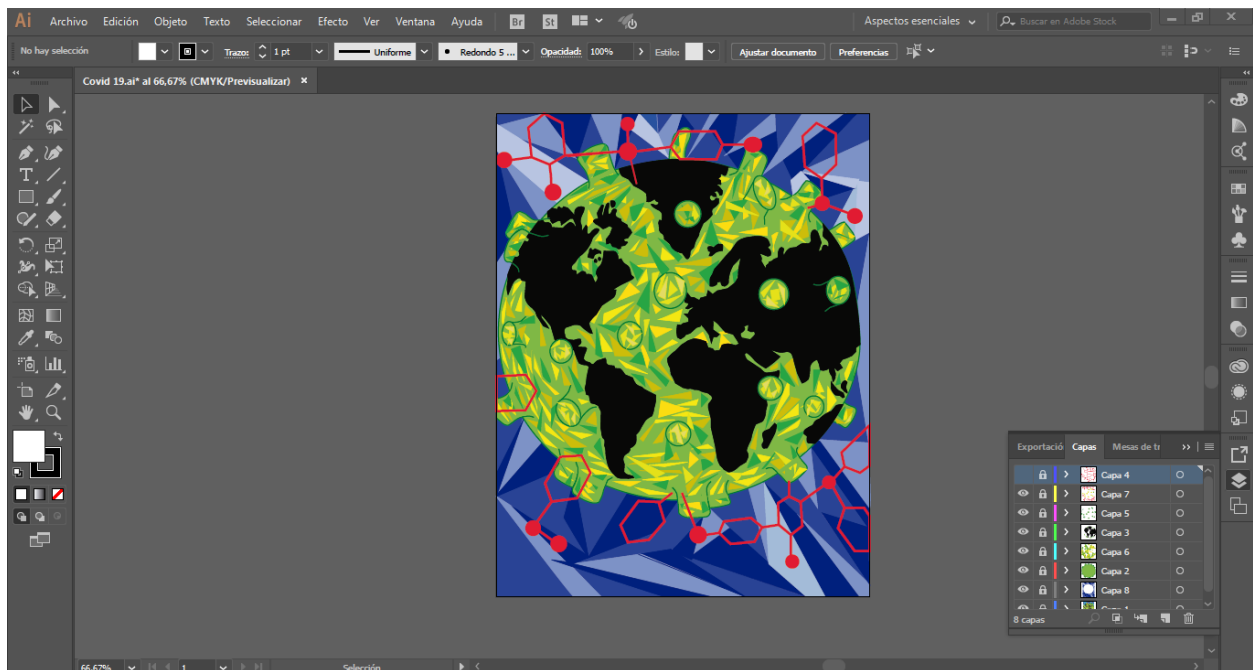 Ai Archivo Edición Objeto Texto Seleccionar Efecto Ver Ventana Ayuda Br St Aspectos esenciales Buscar en Adobe Stock
No hay selección Trazo: 1 pt Uniforme Redondo 5 ... Opacidad: 100% Estilo: Ajustar documento Preferencias
Covid 19.ai* al 66,67% (CMYK/Previsualizar) ×
Exportació Capas Mesas de tr
Capa 4
Capa 7
Capa 5
Capa 3
Capa 6
Capa 2
Capa 8
Capa 1
8 capas
66,67% 1 Selección